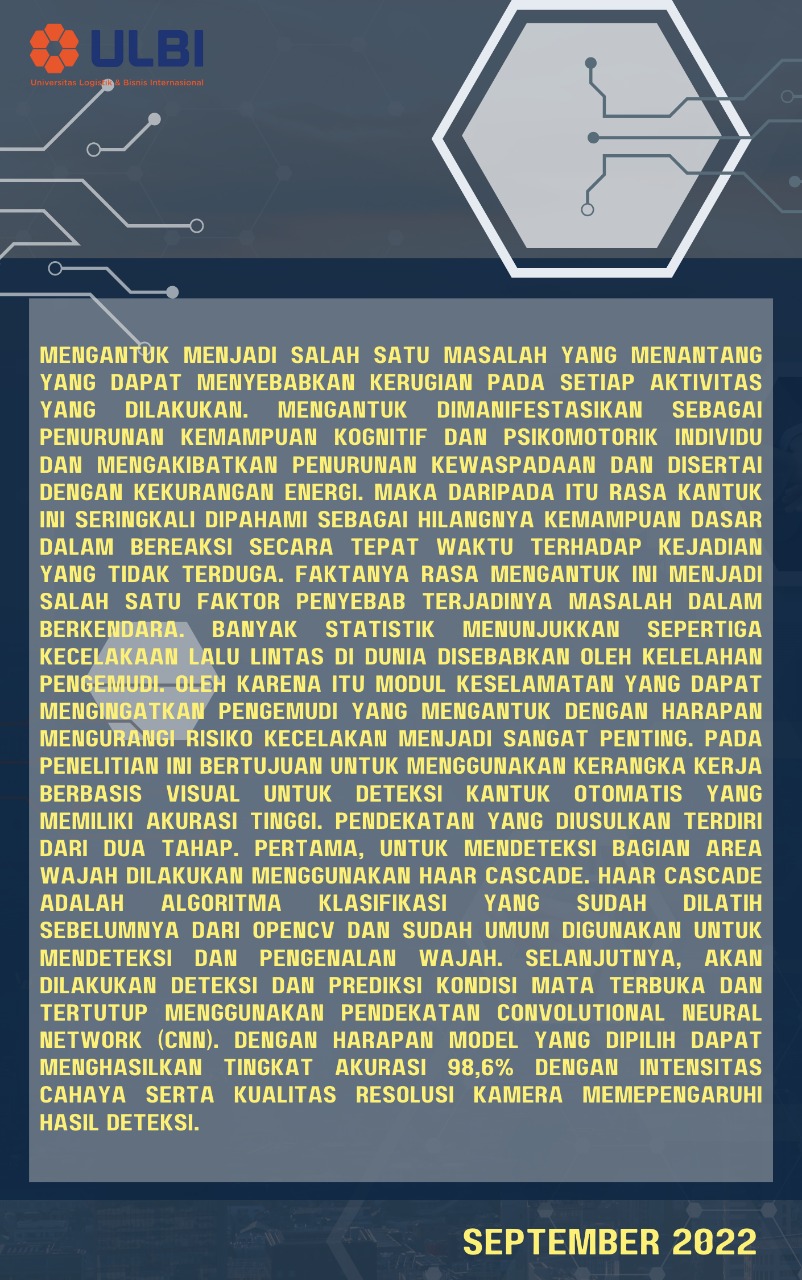 ULBI
Universitas Logistik & Bisnis Internasional
MENGANTUK MENJADI SALAH SATU MASALAH YANG MENANTANG
YANG DAPAT MENYEBABKAN KERUGIAN PADA SETIAP AKTIVITAS
YANG DILAKUKAN. MENGANTUK DIMANIFESTASIKAN SEBAGAI
PENURUNAN KEMAMPUAN KOGNITIF DAN PSIKOMOTORIK INDIVIDU
DAN MENGAKIBATKAN PENURUNAN KEWASPADAAN DAN DISERTAI
DENGAN KEKURANGAN ENERGI. MAKA DARIPADA ITU RASA KANTUK
INI SERINGKALI DIPAHAMI SEBAGAI HILANGNYA KEMAMPUAN DASAR
DALAM BEREAKSI SECARA TEPAT WAKTU TERHADAP KEJADIAN
YANG TIDAK TERDUGA. FAKTANYA RASA MENGANTUK INI MENJADI
SALAH SATU FAKTOR PENYEBAB TERJADINYA MASALAH DALAM
BERKENDARA. BANYAK STATISTIK MENUNJUKKAN SEPERTIGA
KECELAKAAN LALU LINTAS DI DUNIA DISEBABKAN OLEH KELELAHAN
PENGEMUDI. OLEH KARENA ITU MODUL KESELAMATAN YANG DAPAT
MENGINGATKAN PENGEMUDI YANG MENGANTUK DENGAN HARAPAN
MENGURANGI RISIKO KECELAKAN MENJADI SANGAT PENTING. PADA
PENELITIAN INI BERTUJUAN UNTUK MENGGUNAKAN KERANGKA KERJA
BERBASIS VISUAL UNTUK DETEKSI KANTUK OTOMATIS YANG
MEMILIKI AKURASI TINGGI. PENDEKATAN YANG DIUSULKAN TERDIRI
DARI DUA TAHAP. PERTAMA, UNTUK MENDETEKSI BAGIAN AREA
WAJAH DILAKUKAN MENGGUNAKAN HAAR CASCADE. HAAR CASCADE
ADALAH ALGORITMA KLASIFIKASI YANG SUDAH DILATIH
SEBELUMNYA DARI OPENCV DAN SUDAH UMUM DIGUNAKAN UNTUK
MENDETEKSI DAN PENGENALAN WAJAH. SELANJUTNYA, AKAN
DILAKUKAN DETEKSI DAN PREDIKSI KONDISI MATA TERBUKA DAN
TERTUTUP MENGGUNAKAN PENDEKATAN CONVOLUTIONAL NEURAL
NETWORK (CNN). DENGAN HARAPAN MODEL YANG DIPILIH DAPAT
MENGHASILKAN TINGKAT AKURASI 98,6% DENGAN INTENSITAS
CAHAYA SERTA KUALITAS RESOLUSI KAMERA MEMEPENGARUHI
HASIL DETEKSI.
SEPTEMBER 2022